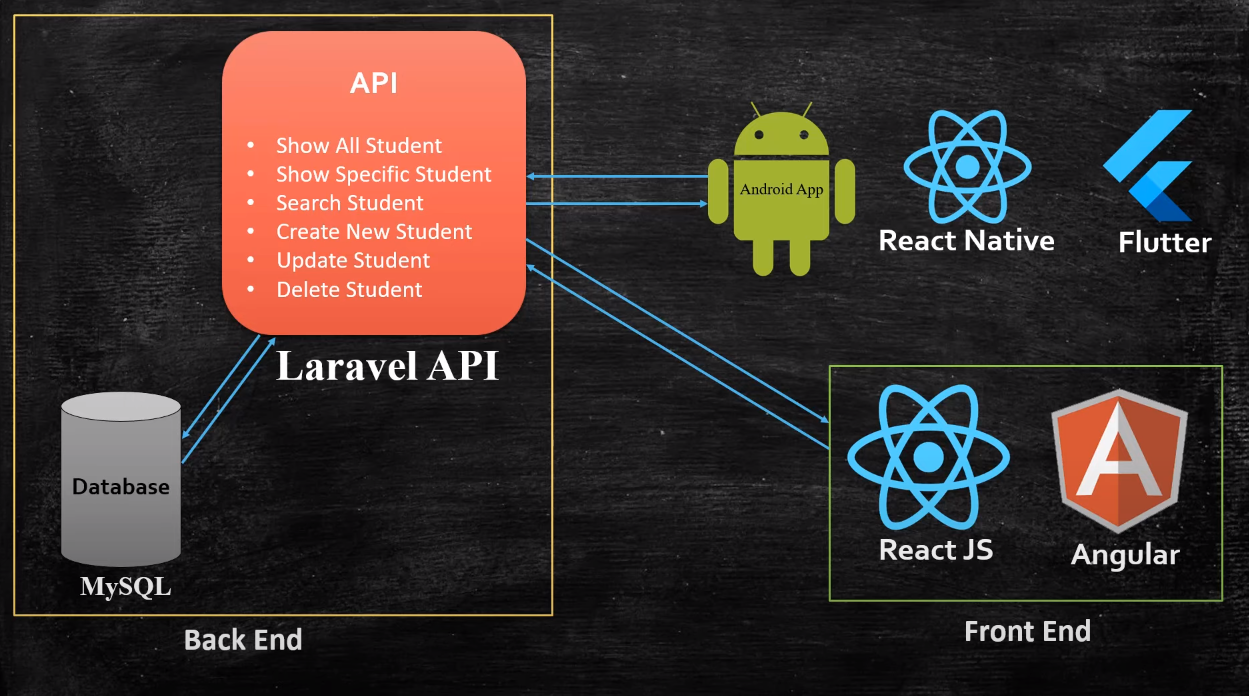 API
• Show All Student
• Show Specific Student
• Search Student
• Create New Student
• Update Student
• Delete Student
Laravel API
Database
MySQL
Back End
Android App
React Native
Flutter
React JS
Angular
Front End